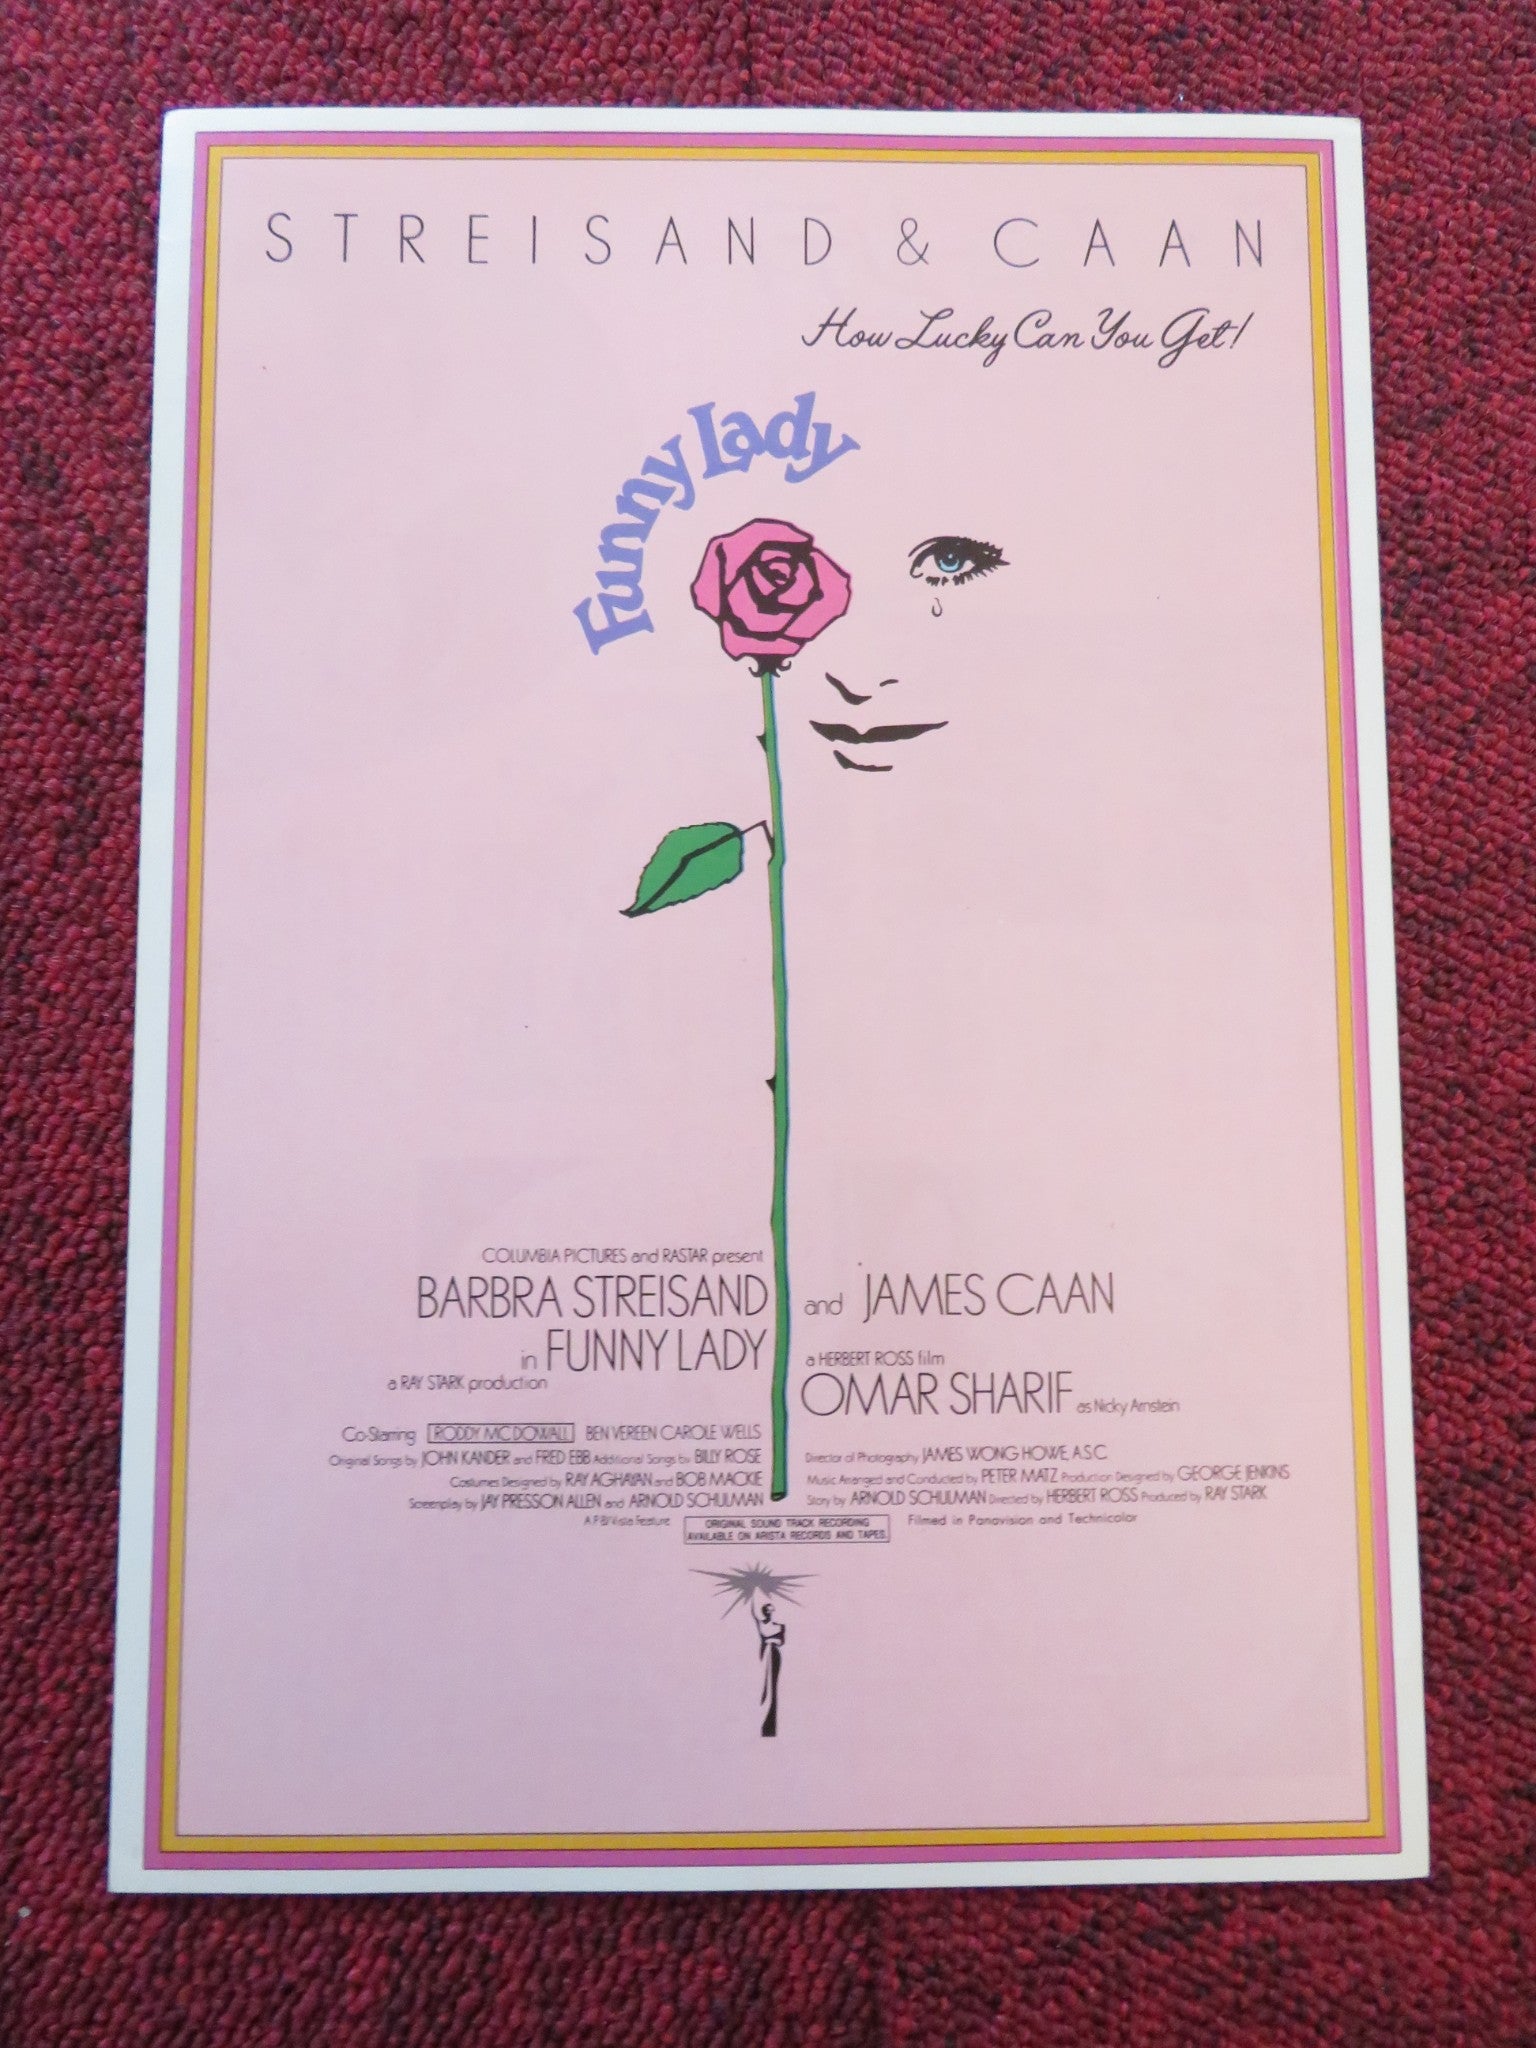 STREISAND & CAAN
How Lucky Can You Get!
Funny Lady
COLUMBIA PICTURES and RASTAR present
BARBRA STREISAND and JAMES CAAN
in FUNNY LADY
a HERBERT ROSS film
a RAY STARK production
OMAR SHARIF as Nicky Arnstein
Co-Starring RODDY MCDOWALL BEN VEREEN CAROLE WELLS
Original Songs by JOHN KANDER and FRED EBB Additional Songs by BILLY ROSE
Costumes Designed by RAY AGHAYAN and BOB MACKIE
Screenplay by JAY PRESSON ALLEN and ARNOLD SCHULMAN
Director of Photography JAMES WONG HOWE, A.S.C.
Music Arranged and Conducted by PETER MATZ Production Designed by GEORGE JENKINS
Story by ARNOLD SCHULMAN Directed by HERBERT ROSS Produced by RAY STARK
A P.B/Vista Feature
ORIGINAL SOUND TRACK RECORDING
AVAILABLE ON ARISTA RECORDS AND TAPES.
Filmed in Panavision and Technicolor